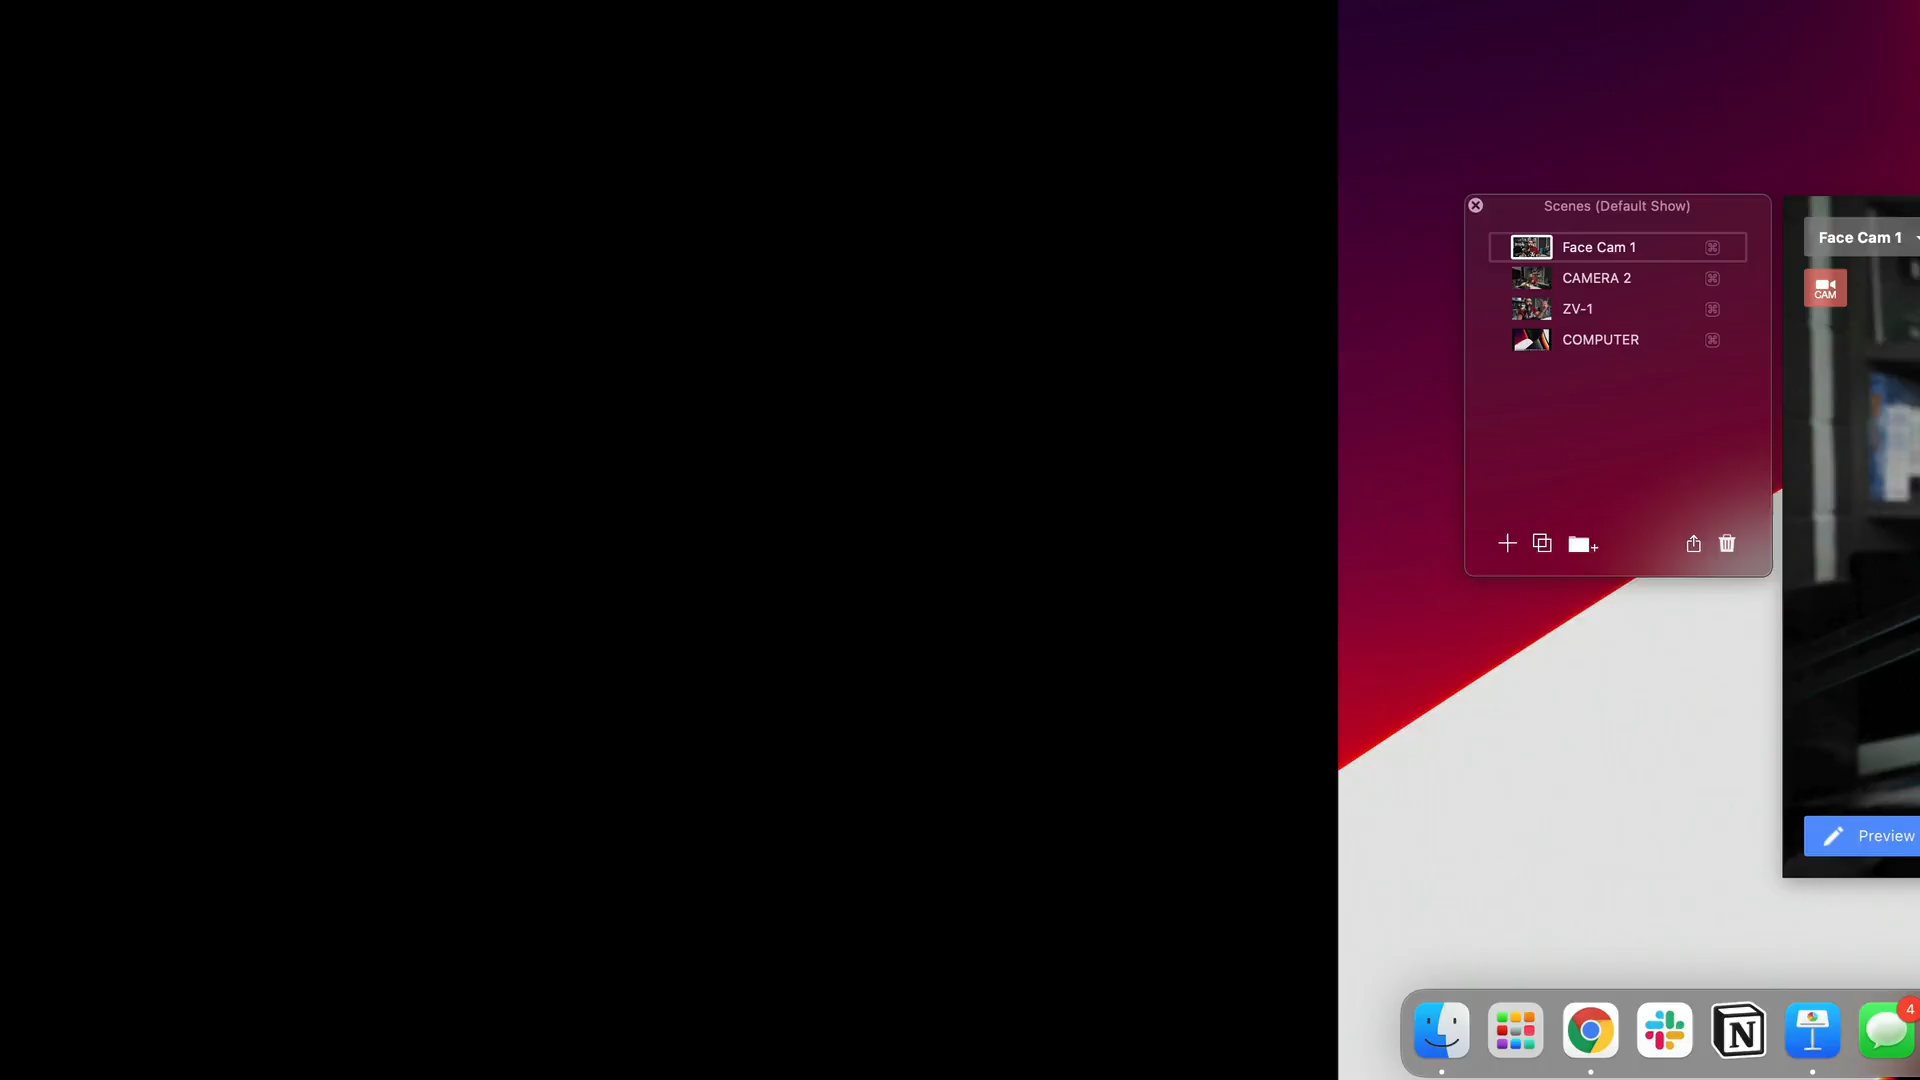 Scenes (Default Show)
Face Cam 1
CAMERA 2
ZV-1
COMPUTER
Face Cam 1
CAM
Preview
N
4